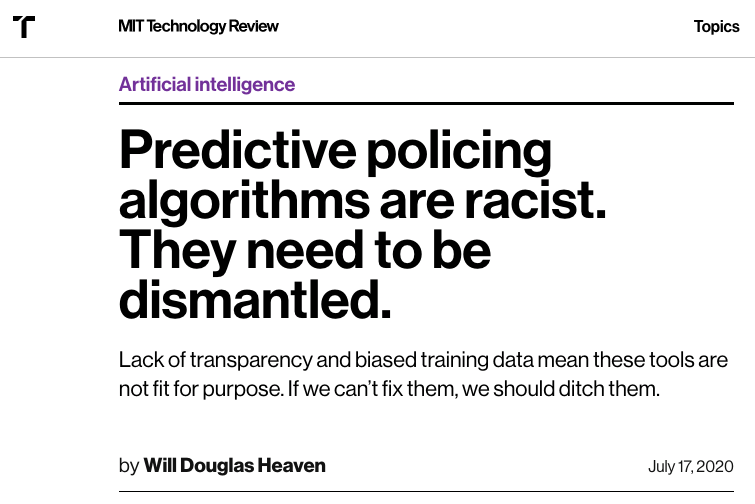 MIT Technology Review
Topics
Artificial intelligence
Predictive policing
algorithms are racist.
They need to be
dismantled.
Lack of transparency and biased training data mean these tools are
not fit for purpose. If we can’t fix them, we should ditch them.
by Will Douglas Heaven
July 17, 2020